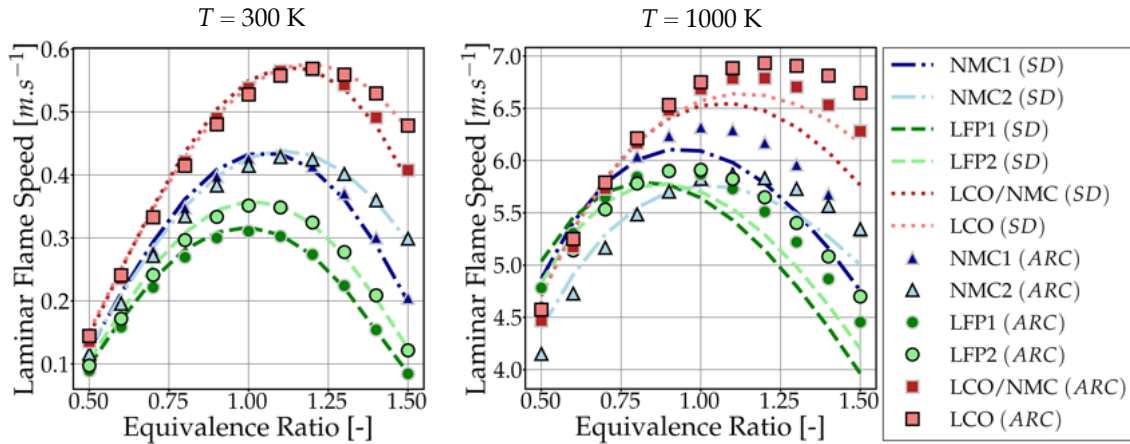 T = 300 K
Laminar Flame Speed [m.s⁻¹]
0.6
0.5
0.4
0.3
0.2
0.1
0.50 0.75 1.00 1.25 1.50
Equivalence Ratio [-]
T = 1000 K
Laminar Flame Speed [m.s⁻¹]
7.0
6.5
6.0
5.5
5.0
4.5
4.0
0.50 0.75 1.00 1.25 1.50
Equivalence Ratio [-]
NMC1 (SD)
NMC2 (SD)
LFP1 (SD)
LFP2 (SD)
LCO/NMC (SD)
LCO (SD)
NMC1 (ARC)
NMC2 (ARC)
LFP1 (ARC)
LFP2 (ARC)
LCO/NMC (ARC)
LCO (ARC)